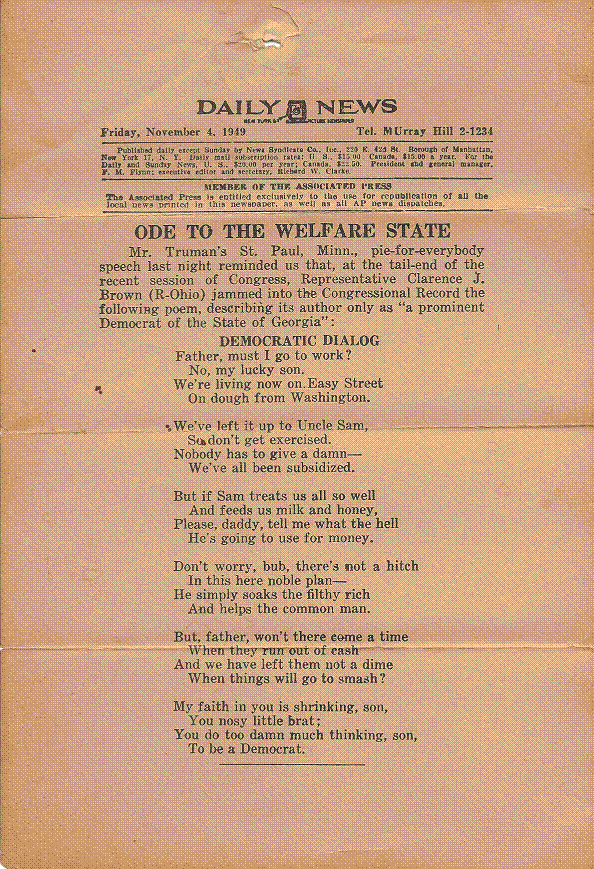 DAILY NEWS
NEW YORK'S PICTURE NEWSPAPER
Friday, November 4, 1949 Tel. MUrray Hill 2-1234
Published daily except Sunday by News Syndicate Co., Inc., 220 E. 42d St. Borough of Manhattan,
New York 17, N. Y. Daily mail subscription rates: U. S., $15.00; Canada, $15.00 a year. For the
Daily and Sunday News, U. S., $20.00 per year; Canada, $22.50. President and general manager,
F. M. Flynn; executive editor and secretary, Richard W. Clarke.
MEMBER OF THE ASSOCIATED PRESS
The Associated Press is entitled exclusively to the use for republication of all the
local news printed in this newspaper, as well as all AP news dispatches.
ODE TO THE WELFARE STATE
Mr. Truman's St. Paul, Minn., pie-for-everybody
speech last night reminded us that, at the tail-end of the
recent session of Congress, Representative Clarence J.
Brown (R-Ohio) jammed into the Congressional Record the
following poem, describing its author only as "a prominent
Democrat of the State of Georgia":
DEMOCRATIC DIALOG
Father, must I go to work?
No, my lucky son.
We're living now on Easy Street
On dough from Washington.
We've left it up to Uncle Sam,
So don't get exercised.
Nobody has to give a damn—
We've all been subsidized.
But if Sam treats us all so well
And feeds us milk and honey,
Please, daddy, tell me what the hell
He's going to use for money.
Don't worry, bub, there's not a hitch
In this here noble plan—
He simply soaks the filthy rich
And helps the common man.
But, father, won't there come a time
When they run out of cash
And we have left them not a dime
When things will go to smash?
My faith in you is shrinking, son,
You nosy little brat;
You do too damn much thinking, son,
To be a Democrat.